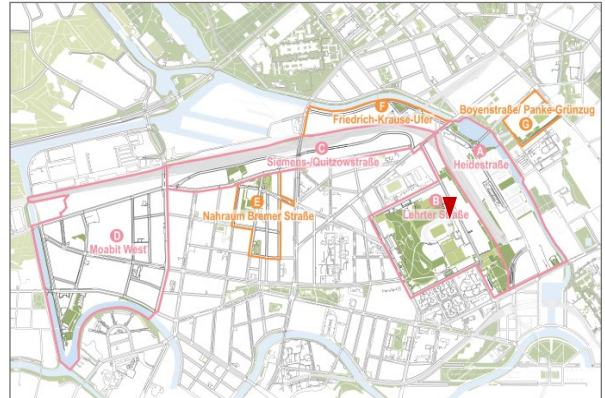 F
Friedrich-Krause-Ufer
Boyenstraße/ Panke-Grünzug
G
C
Siemens-/Quitzowstraße
A
Heidestraße
E
Nahraum Bremer Straße
B
Lehrter Straße
D
Moabit West